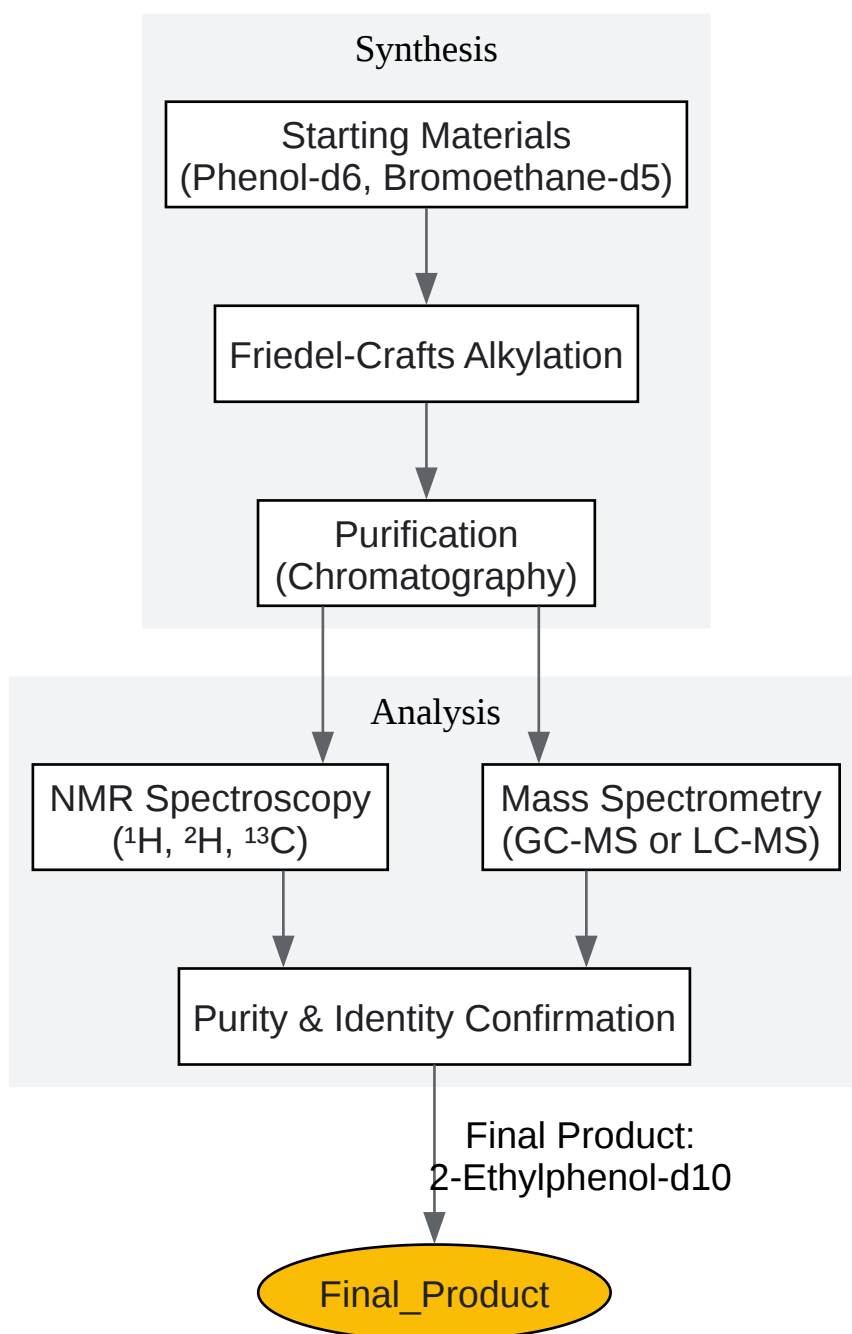 Synthesis
Starting Materials
(Phenol-d6, Bromoethane-d5)
Friedel-Crafts Alkylation
Purification
(Chromatography)
Analysis
NMR Spectroscopy
(¹H, ²H, ¹³C)
Mass Spectrometry
(GC-MS or LC-MS)
Purity & Identity Confirmation
Final Product:
2-Ethylphenol-d10
Final_Product